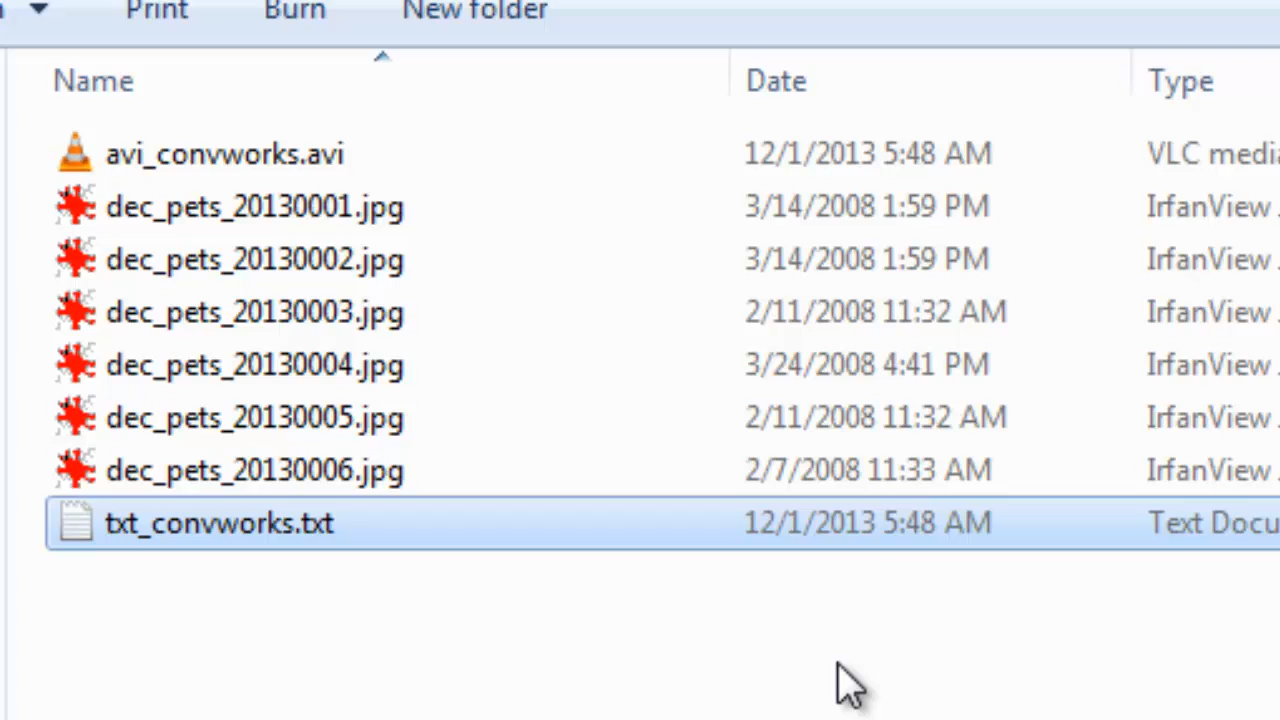 Print Burn New folder
Name Date Type
avi_convworks.avi 12/1/2013 5:48 AM VLC media
dec_pets_20130001.jpg 3/14/2008 1:59 PM IrfanView
dec_pets_20130002.jpg 3/14/2008 1:59 PM IrfanView
dec_pets_20130003.jpg 2/11/2008 11:32 AM IrfanView
dec_pets_20130004.jpg 3/24/2008 4:41 PM IrfanView
dec_pets_20130005.jpg 2/11/2008 11:32 AM IrfanView
dec_pets_20130006.jpg 2/7/2008 11:33 AM IrfanView
txt_convworks.txt 12/1/2013 5:48 AM Text Docu